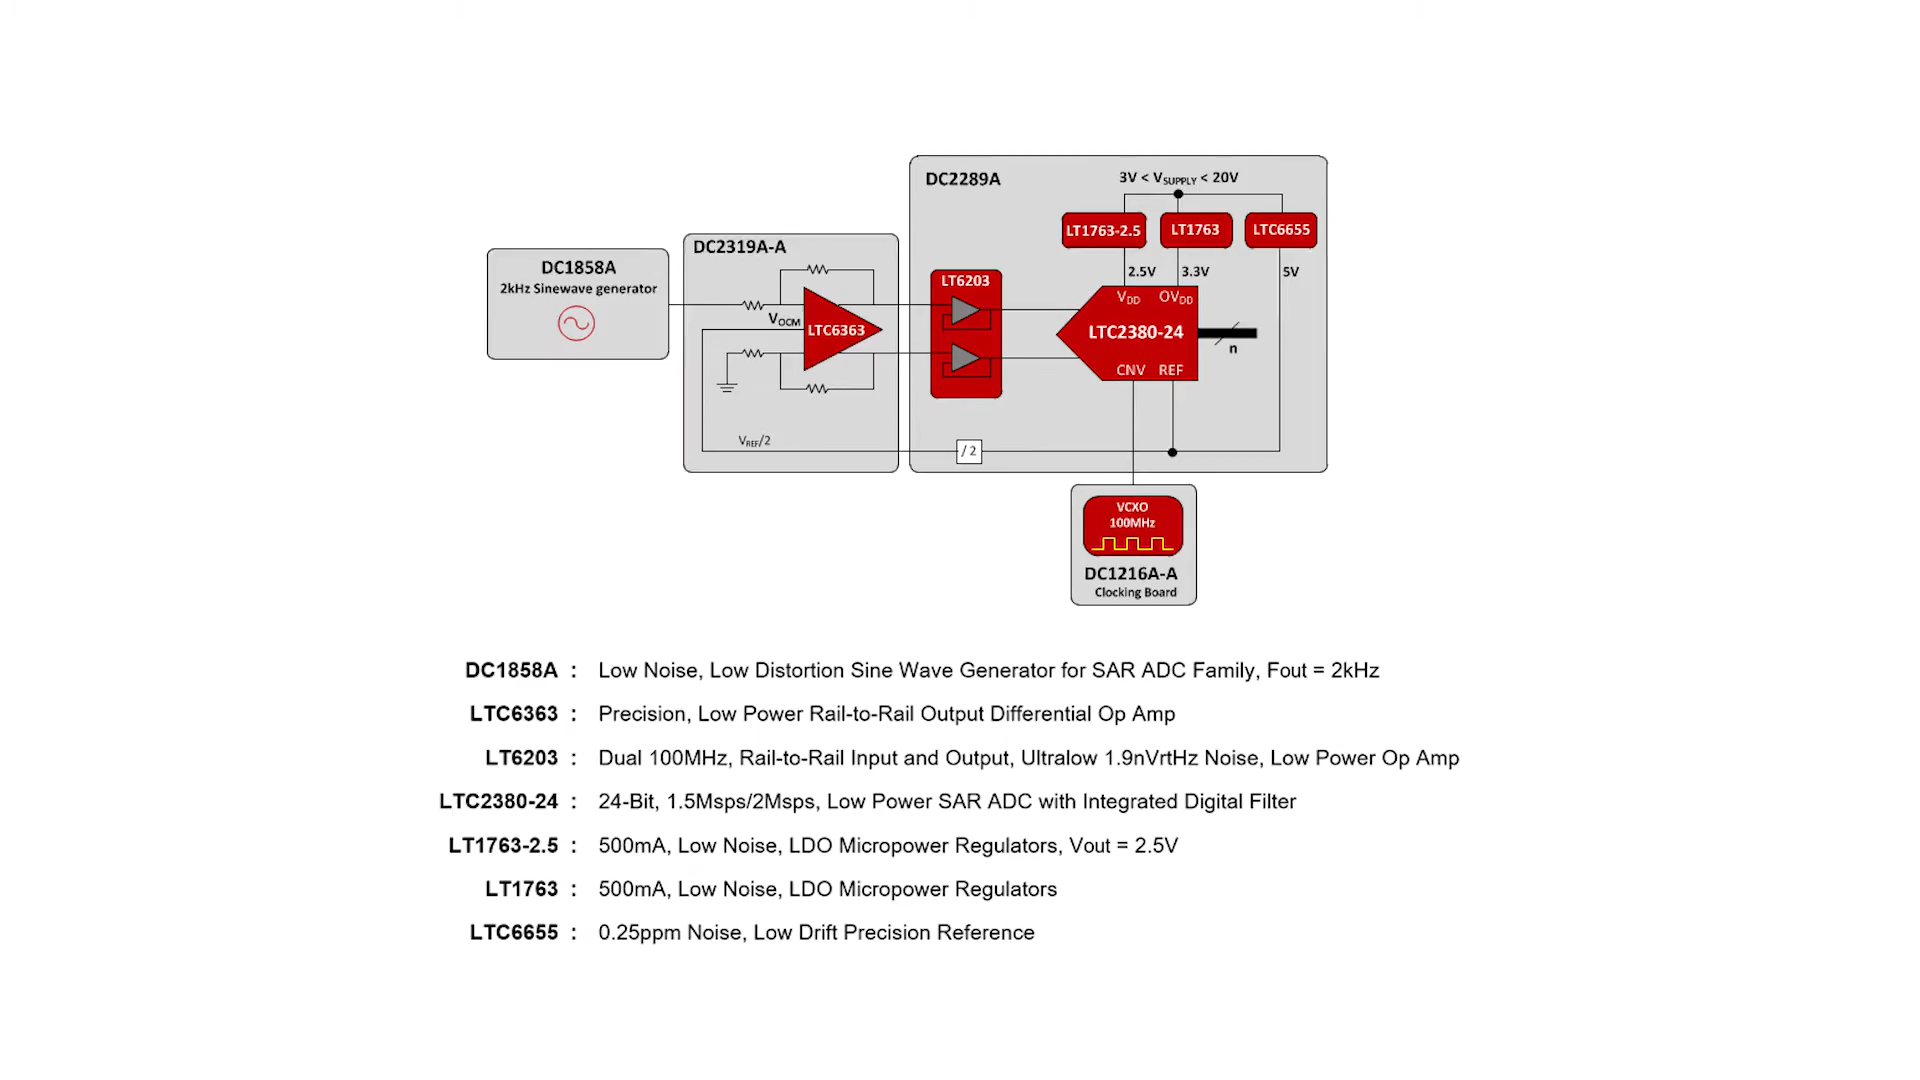 DC2289A
3V < VSUPPLY < 20V
LT1763-2.5
LT1763
LTC6655
DC2319A-A
DC1858A
2kHz Sinewave generator
2.5V
3.3V
5V
LT6203
VDD
OVDD
VOCM
LTC6363
LTC2380-24
n
CNV
REF
VREF/2
/ 2
VCXO
100MHz
DC1216A-A
Clocking Board
DC1858A : Low Noise, Low Distortion Sine Wave Generator for SAR ADC Family, Fout = 2kHz
LTC6363 : Precision, Low Power Rail-to-Rail Output Differential Op Amp
LT6203 : Dual 100MHz, Rail-to-Rail Input and Output, Ultralow 1.9nVrtHz Noise, Low Power Op Amp
LTC2380-24 : 24-Bit, 1.5Msps/2Msps, Low Power SAR ADC with Integrated Digital Filter
LT1763-2.5 : 500mA, Low Noise, LDO Micropower Regulators, Vout = 2.5V
LT1763 : 500mA, Low Noise, LDO Micropower Regulators
LTC6655 : 0.25ppm Noise, Low Drift Precision Reference